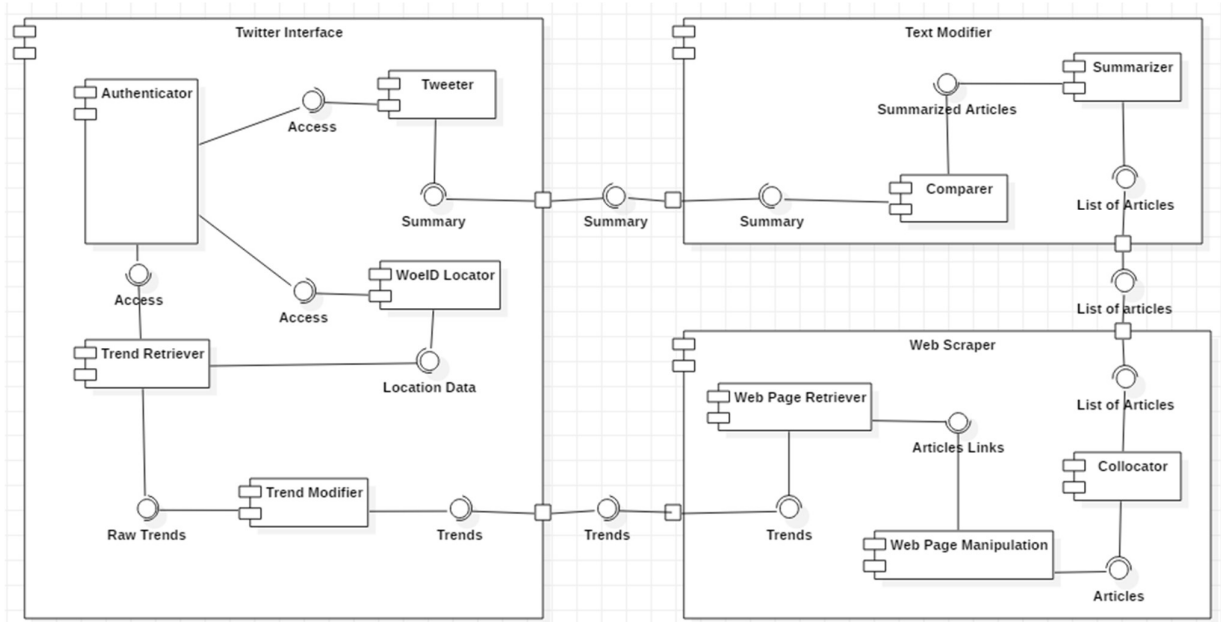 Twitter Interface
Authenticator
Access
Tweeter
Summary
Access
WoeID Locator
Access
Trend Retriever
Location Data
Raw Trends
Trend Modifier
Trends
Summary
Trends
Text Modifier
Summarizer
Summarized Articles
Comparer
Summary
List of Articles
List of articles
Web Scraper
List of Articles
Web Page Retriever
Articles Links
Collocator
Trends
Web Page Manipulation
Articles